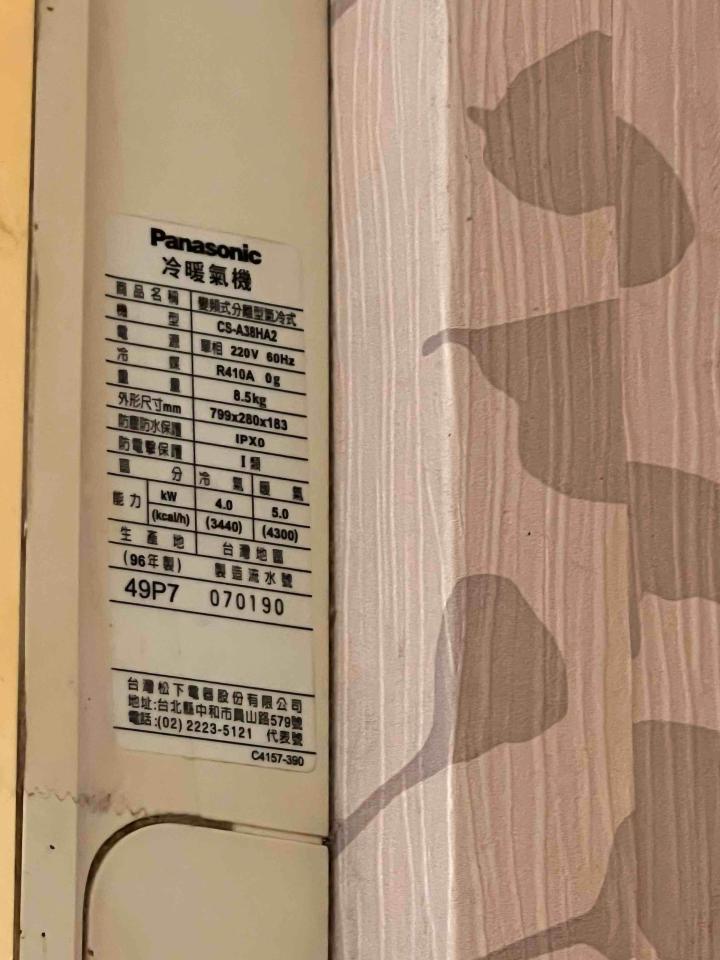 Panasonic
冷暖氣機
商品名稱 變頻式分離型氣冷式
機型 CS-A38HA2
電源 單相 220V 60Hz
冷媒 R410A 0g
重量 8.5kg
外形尺寸mm 799x280x183
防塵防水保護 IPX0
防電擊保護 I 類
區分 冷氣 暖氣
能力 kW 4.0 5.0
(kcal/h) (3440) (4300)
生產地 台灣地區
(96年製) 製造流水號
49P7 070190
台灣松下電器股份有限公司
地址:台北縣中和市員山路579號
電話:(02) 2223-5121 代表號
C4157-390